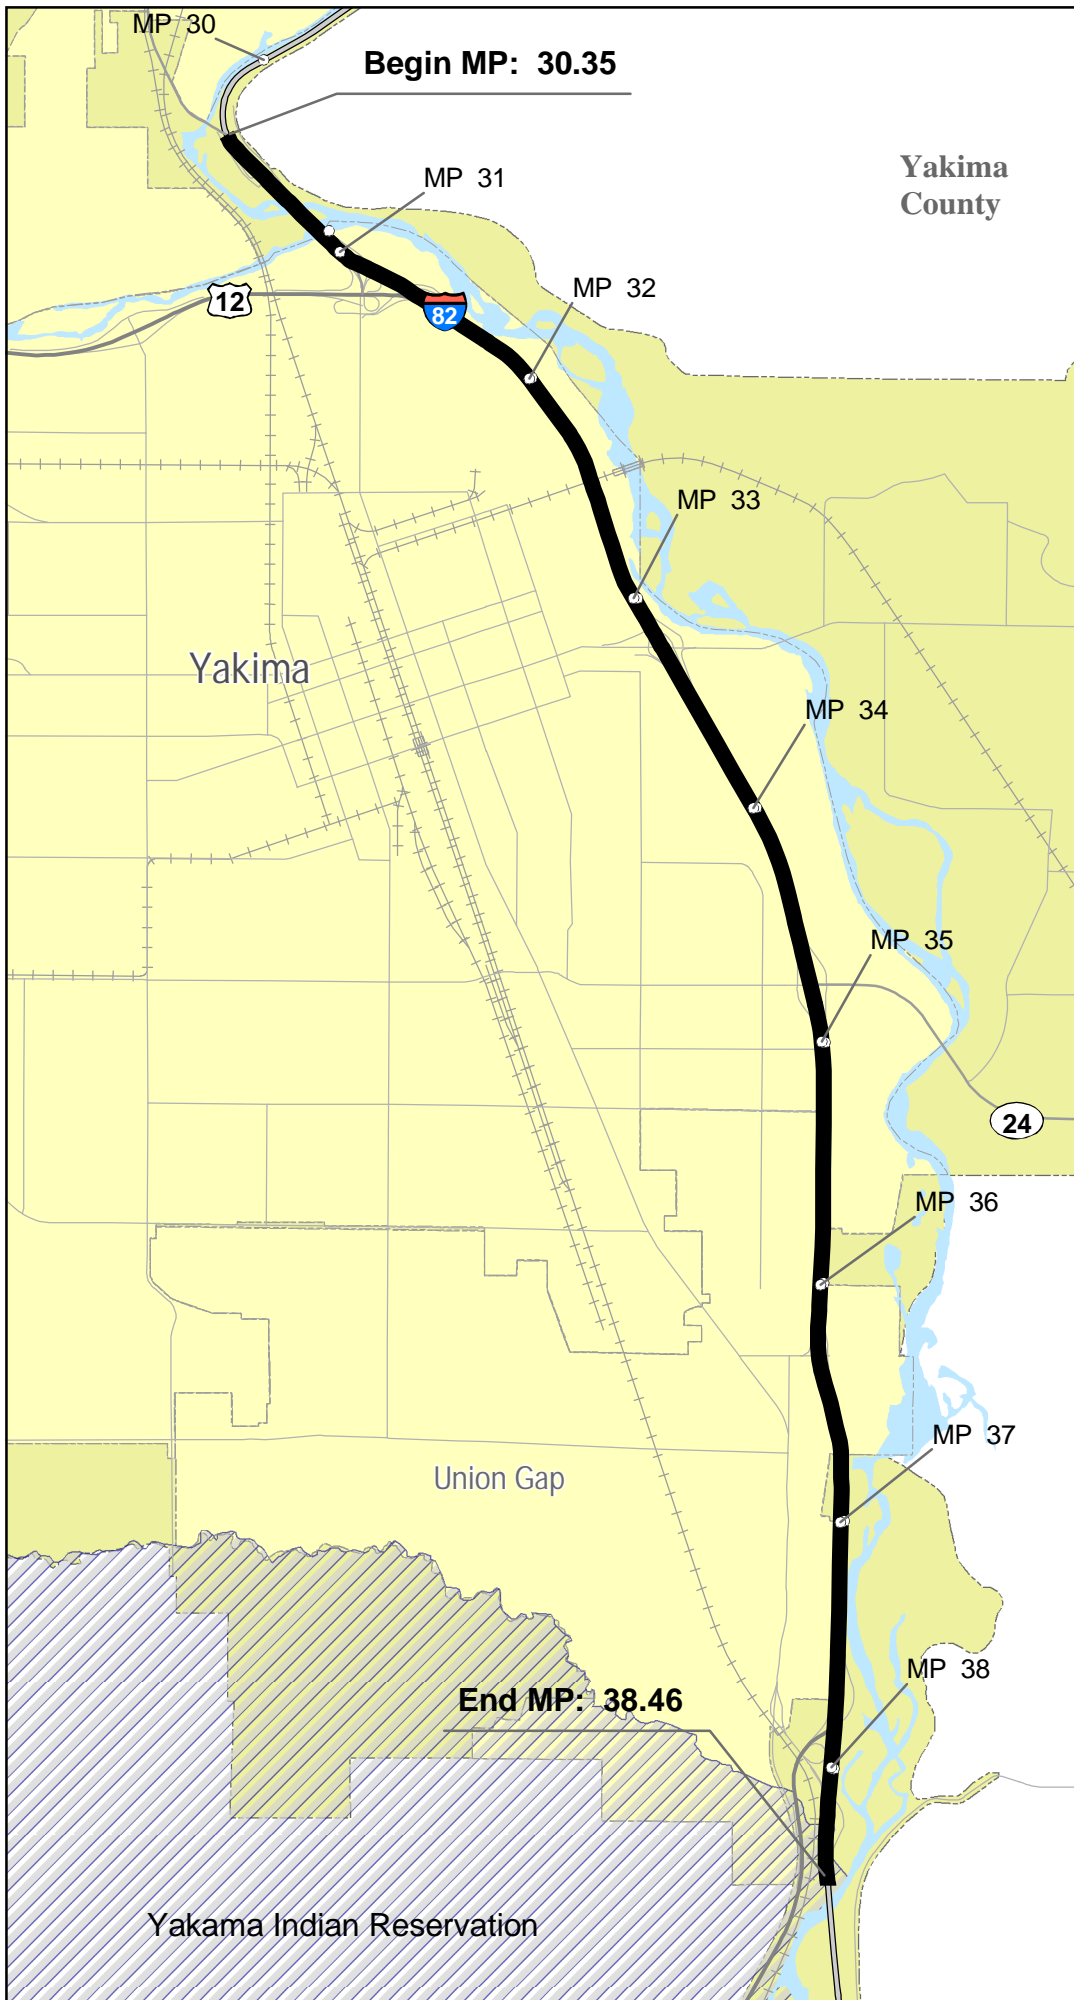 MP 30
Begin MP: 30.35
Yakima
County
MP 31
12
82
MP 32
MP 33
Yakima
MP 34
MP 35
24
MP 36
MP 37
Union Gap
MP 38
End MP: 38.46
Yakama Indian Reservation